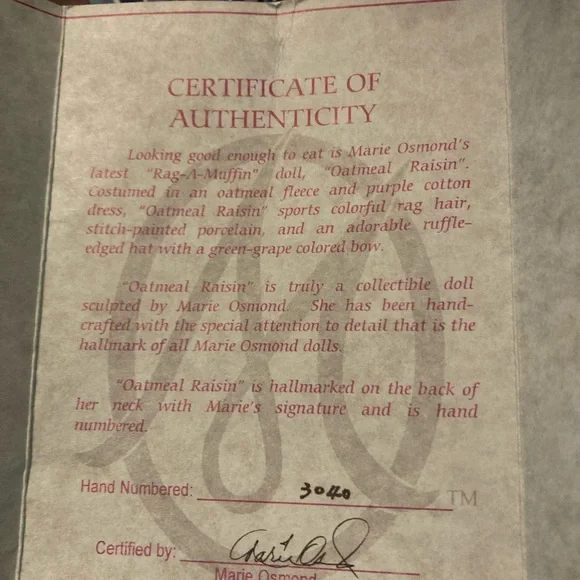 CERTIFICATE OF
AUTHENTICITY
Looking good enough to eat is Marie Osmond's
latest "Rag-A-Muffin" doll, "Oatmeal Raisin".
Costumed in an oatmeal fleece and purple cotton
dress, "Oatmeal Raisin" sports colorful rag hair,
stitch-painted porcelain, and an adorable ruffle-
edged hat with a green-grape colored bow.
"Oatmeal Raisin" is truly a collectible doll
sculpted by Marie Osmond. She has been hand-
crafted with the special attention to detail that is the
hallmark of all Marie Osmond dolls.
"Oatmeal Raisin" is hallmarked on the back of
her neck with Marie's signature and is hand
numbered.
Hand Numbered: 3040 TM
Certified by:
Marie Osmond